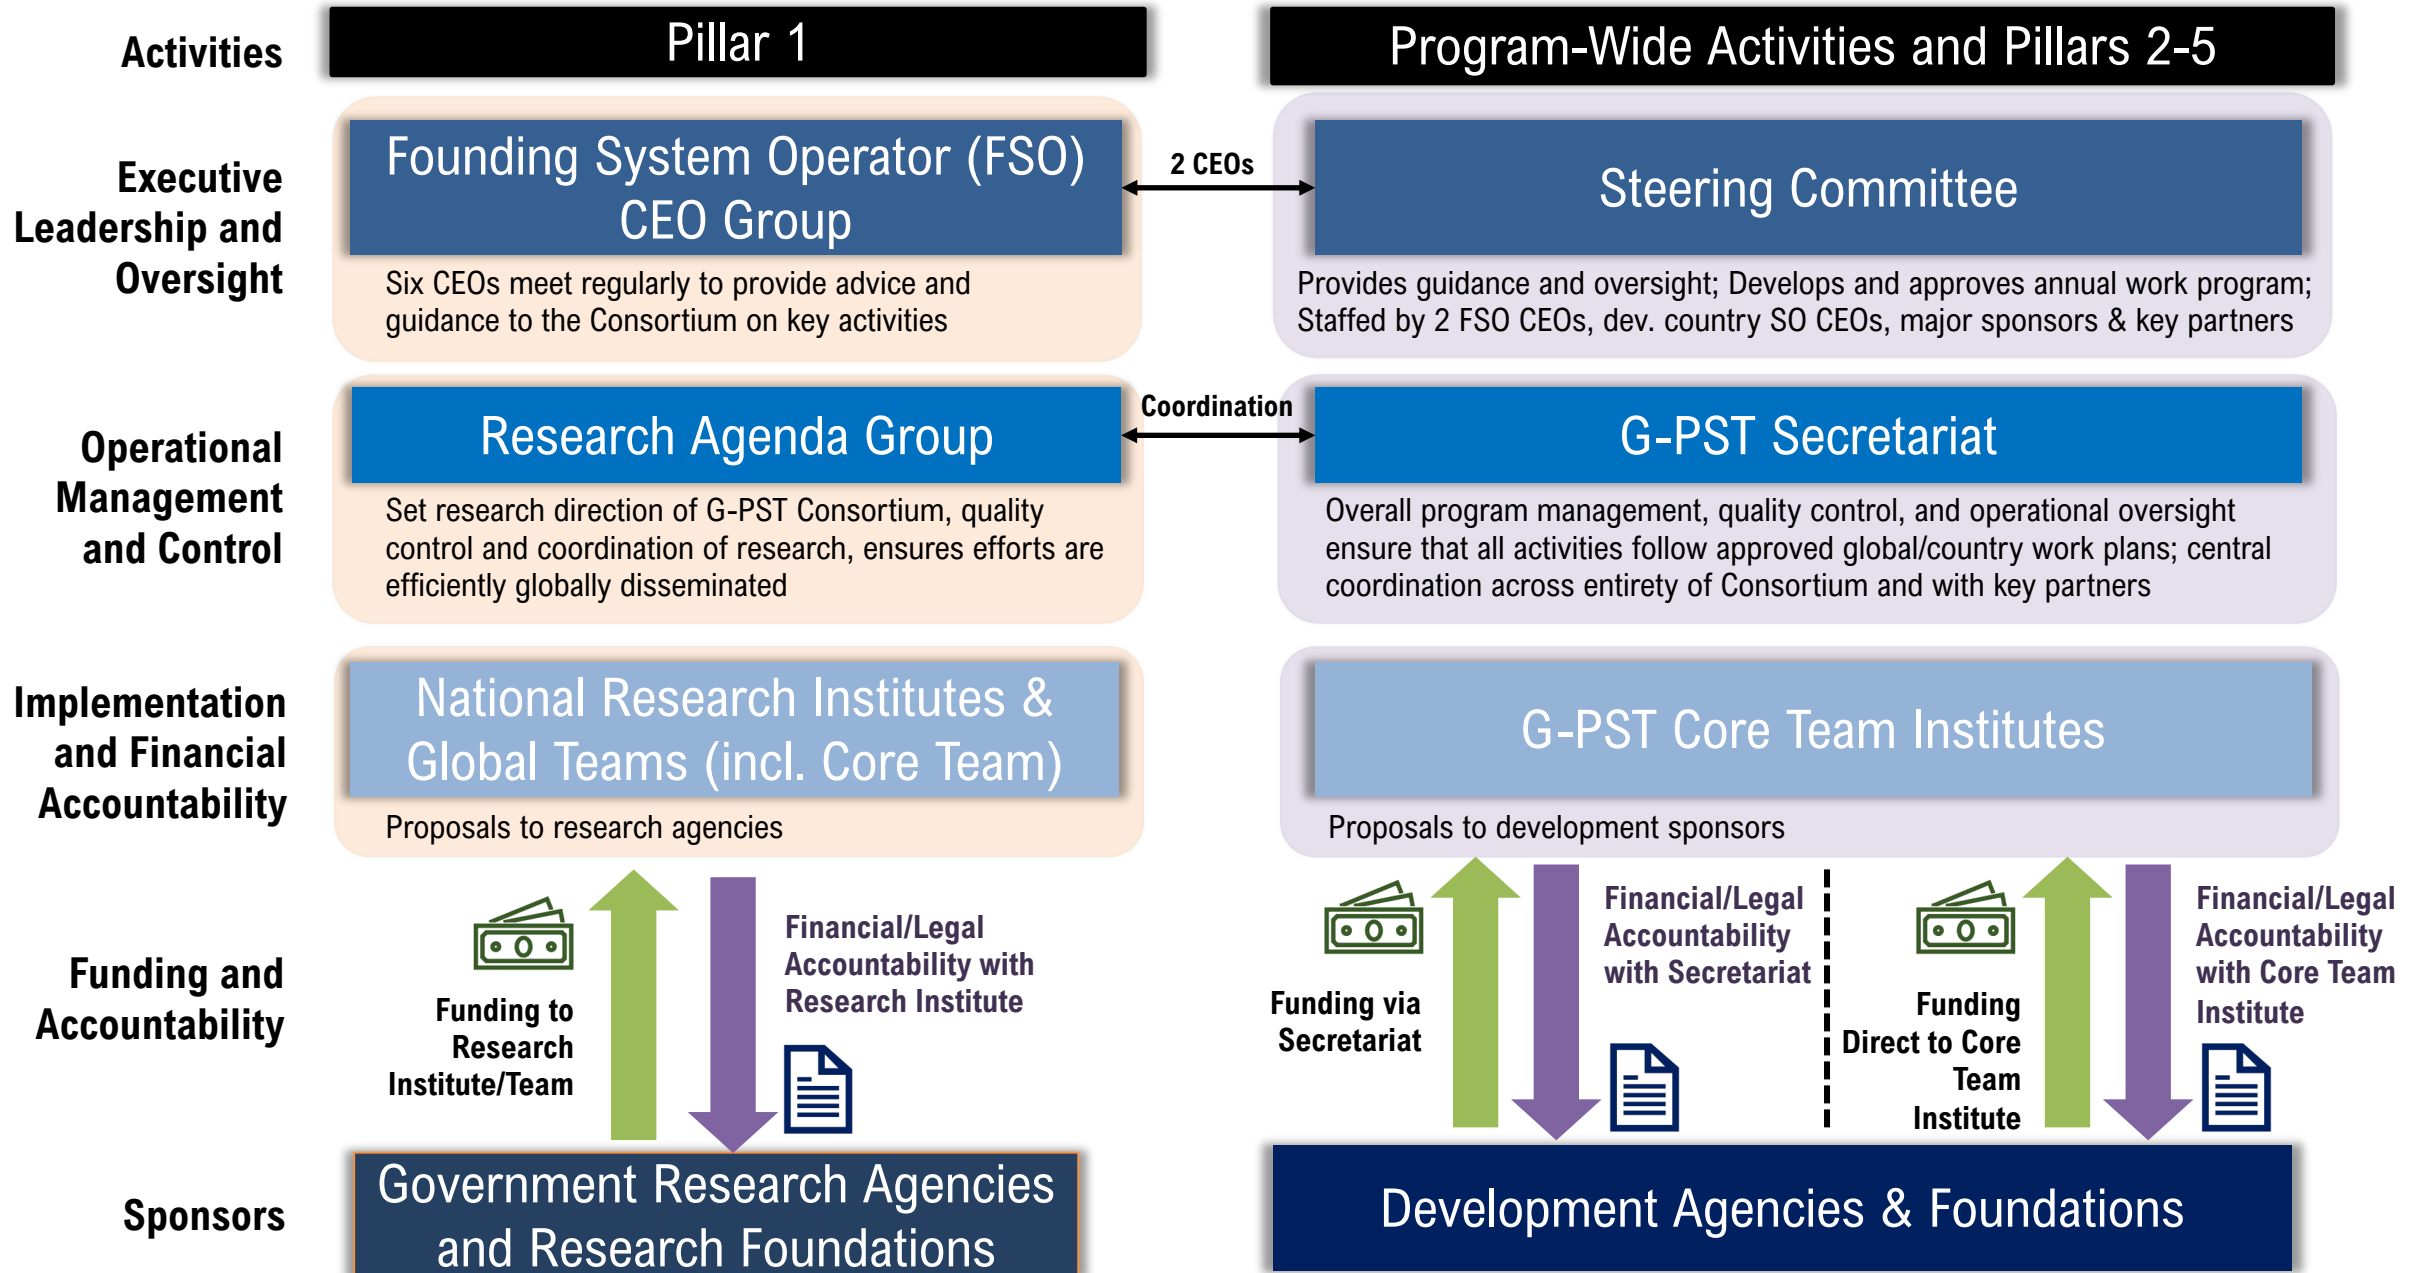 Activities
Pillar 1
Program-Wide Activities and Pillars 2-5
Executive
Leadership and
Oversight
Founding System Operator (FSO)
CEO Group
Six CEOs meet regularly to provide advice and
guidance to the Consortium on key activities
2 CEOs
Steering Committee
Provides guidance and oversight; Develops and approves annual work program;
Staffed by 2 FSO CEOs, dev. country SO CEOs, major sponsors & key partners
Operational
Management
and Control
Research Agenda Group
Set research direction of G-PST Consortium, quality
control and coordination of research, ensures efforts are
efficiently globally disseminated
Coordination
G-PST Secretariat
Overall program management, quality control, and operational oversight
ensure that all activities follow approved global/country work plans; central
coordination across entirety of Consortium and with key partners
Implementation
and Financial
Accountability
National Research Institutes &
Global Teams (incl. Core Team)
Proposals to research agencies
G-PST Core Team Institutes
Proposals to development sponsors
Funding and
Accountability
Funding to
Research
Institute/Team
Financial/Legal
Accountability with
Research Institute
Funding via
Secretariat
Financial/Legal
Accountability
with Secretariat
Funding
Direct to Core
Team
Institute
Financial/Legal
Accountability
with Core Team
Institute
Sponsors
Government Research Agencies
and Research Foundations
Development Agencies & Foundations